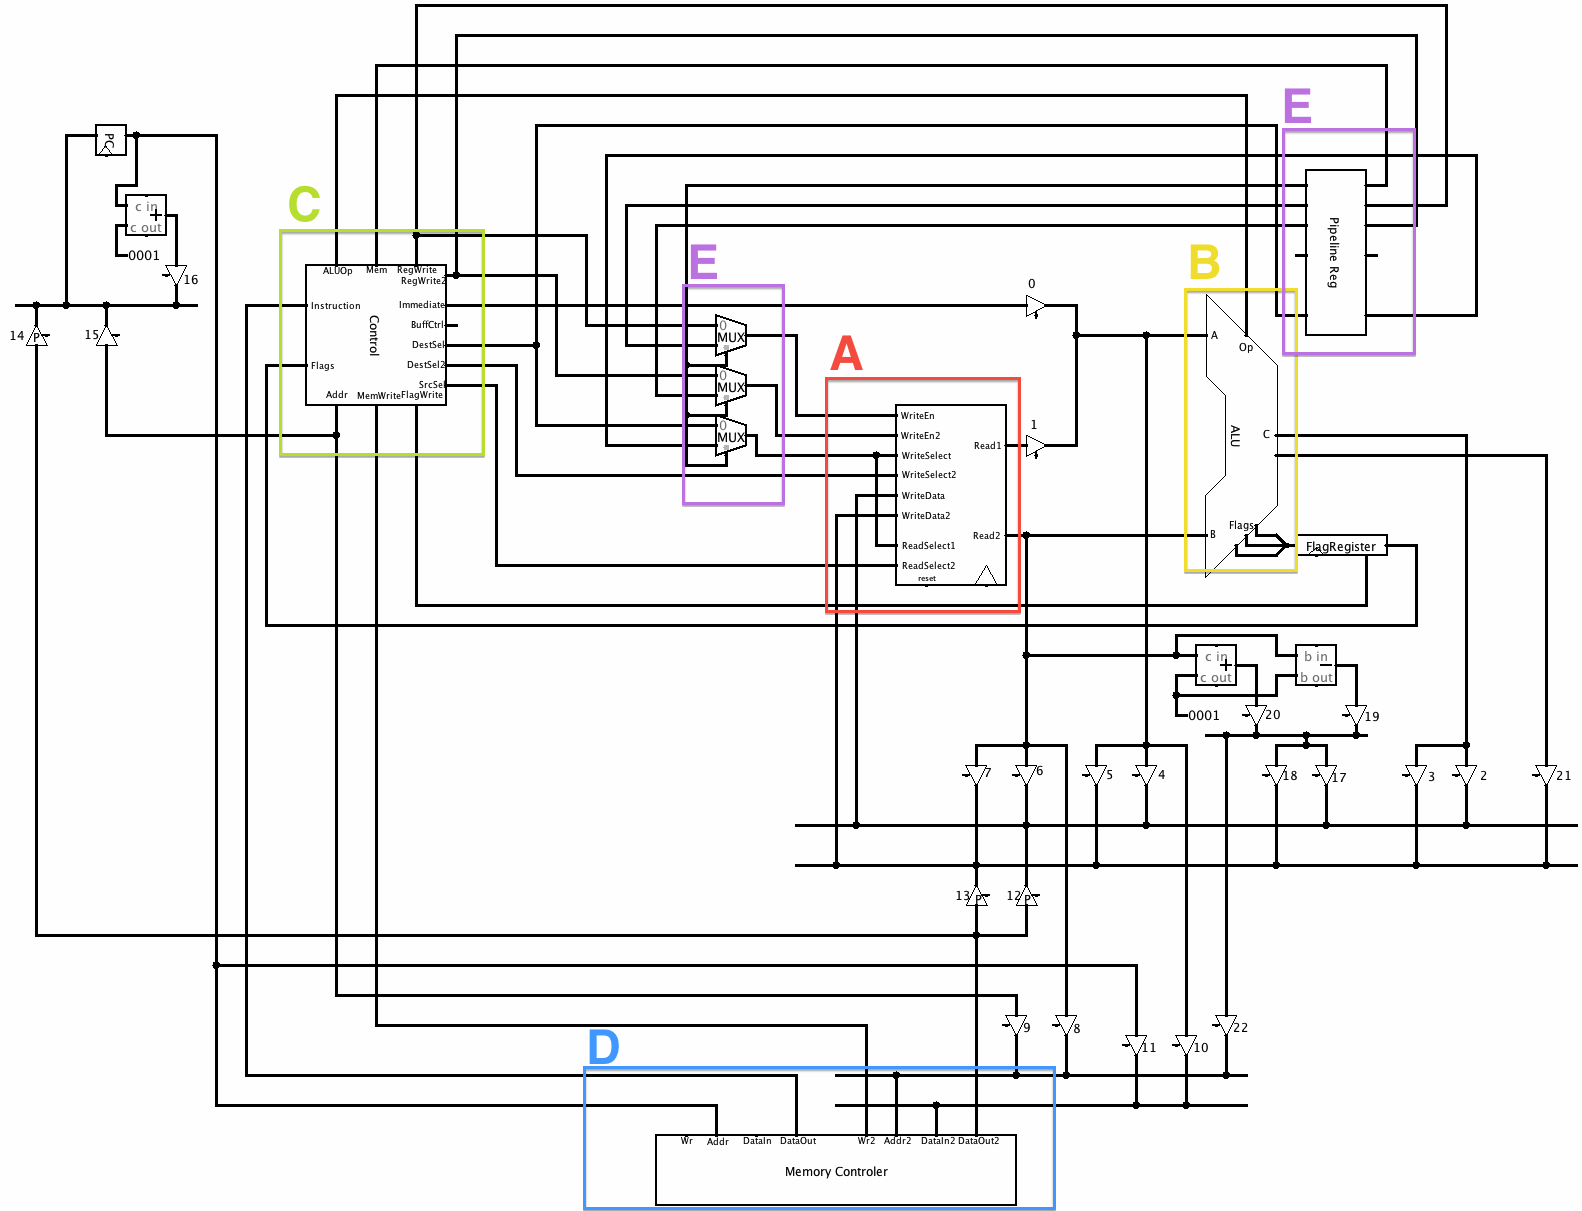 E
PC
C
c in
+
c out
0001
16
B
E
Pipeline Reg
ALUOp
Mem
RegWrite
RegWrite2
0
Instruction
Immediate
Control
BuffCtrl
14
P
15
0
MUX
A
A
Op
DestSel
Flags
DestSel2
0
MUX
SrcSel
Addr
MemWrite
FlagWrite
WriteEn
0
MUX
1
WriteEn2
Read1
ALU
C
WriteSelect
WriteSelect2
WriteData
WriteData2
Flags
Read2
B
ReadSelect1
FlagRegister
ReadSelect2
reset
c in
+
c out
b in
b out
0001
20
19
7
6
5
4
18
17
3
2
21
13
P
12
P
9
8
22
D
11
10
Wr
Addr
DataIn
DataOut
Wr2
Addr2
DataIn2
DataOut2
Memory Controler